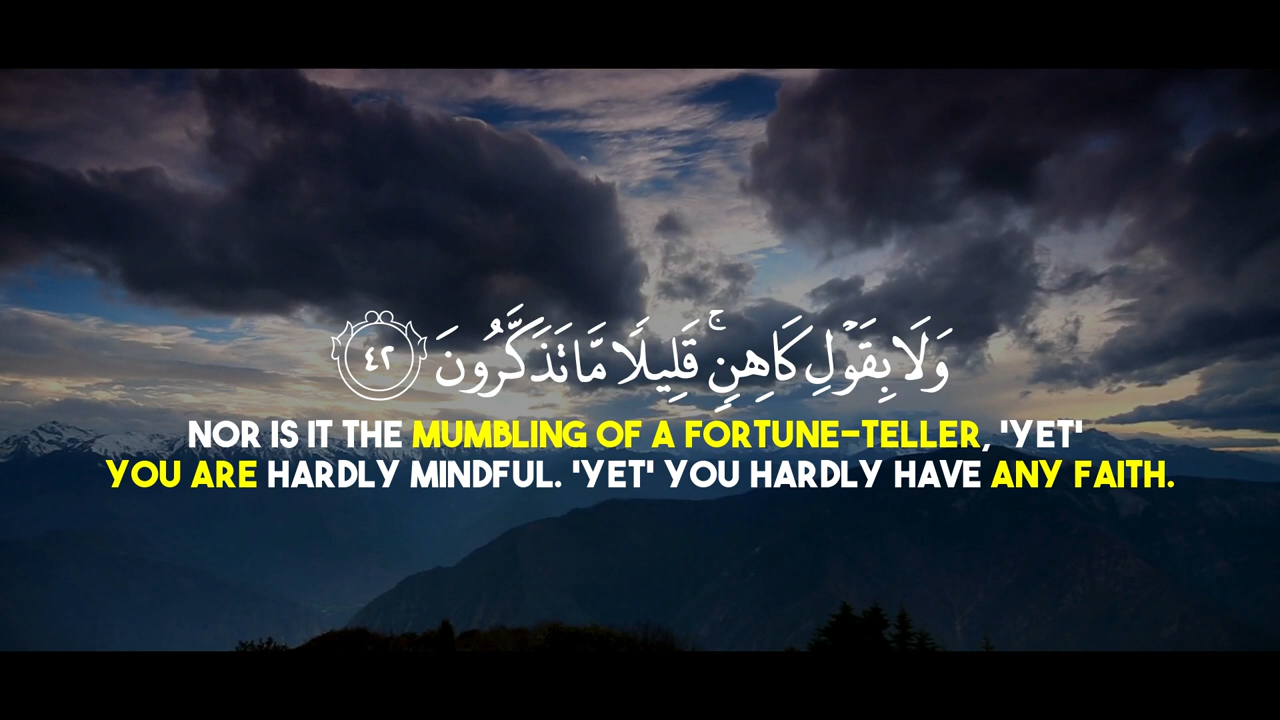 وَلَا بِقَوْلِ كَاهِنٍ ۚ قَلِيلًا مَّا تَذَكَّرُونَ ٤٢
NOR IS IT THE MUMBLING OF A FORTUNE-TELLER, 'YET'
YOU ARE HARDLY MINDFUL. 'YET' YOU HARDLY HAVE ANY FAITH.